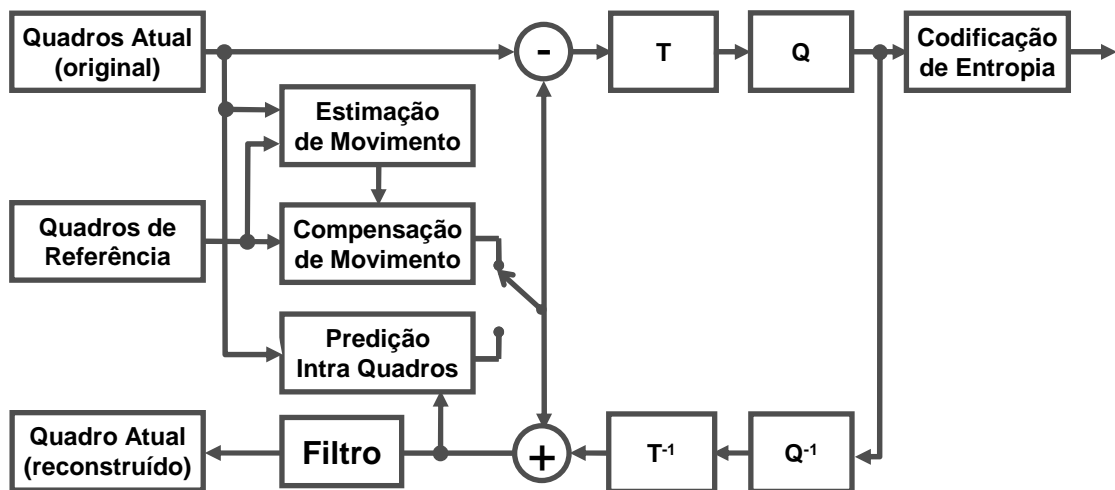 Quadros Atual
(original)
-
T
Q
Codificação
de Entropia
Estimação
de Movimento
Quadros de
Referência
Compensação
de Movimento
Predição
Intra Quadros
Quadro Atual
(reconstruído)
Filtro
+
T-1
Q-1